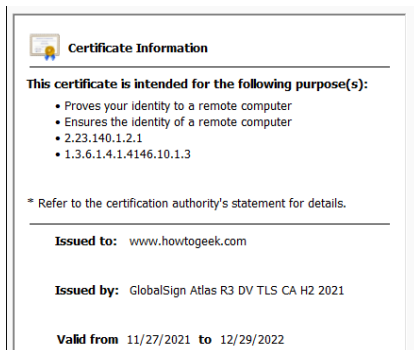 Certificate Information
This certificate is intended for the following purpose(s):
• Proves your identity to a remote computer
• Ensures the identity of a remote computer
• 2.23.140.1.2.1
• 1.3.6.1.4.1.4146.10.1.3
* Refer to the certification authority's statement for details.
Issued to: www.howtogeek.com
Issued by: GlobalSign Atlas R3 DV TLS CA H2 2021
Valid from 11/27/2021 to 12/29/2022